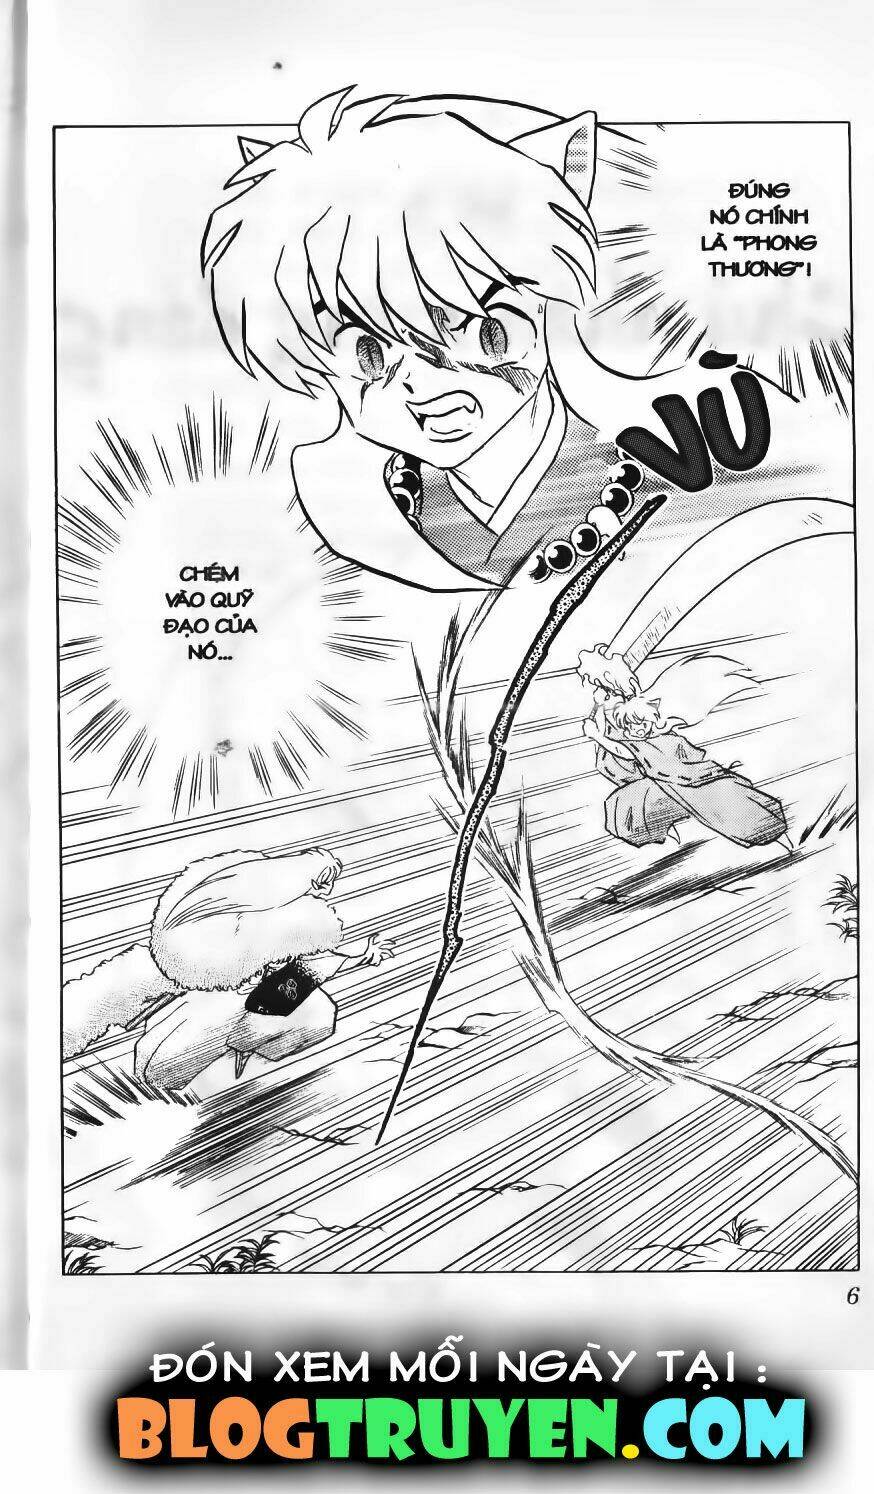 ĐÚNG
NÓ CHÍNH
LÀ "PHONG
THƯƠNG"!
VÙ
CHÉM
VÀO QUỸ
ĐẠO CỦA
NÓ...
6
ĐÓN XEM MỖI NGÀY TẠI :
BLOGTRUYEN.COM